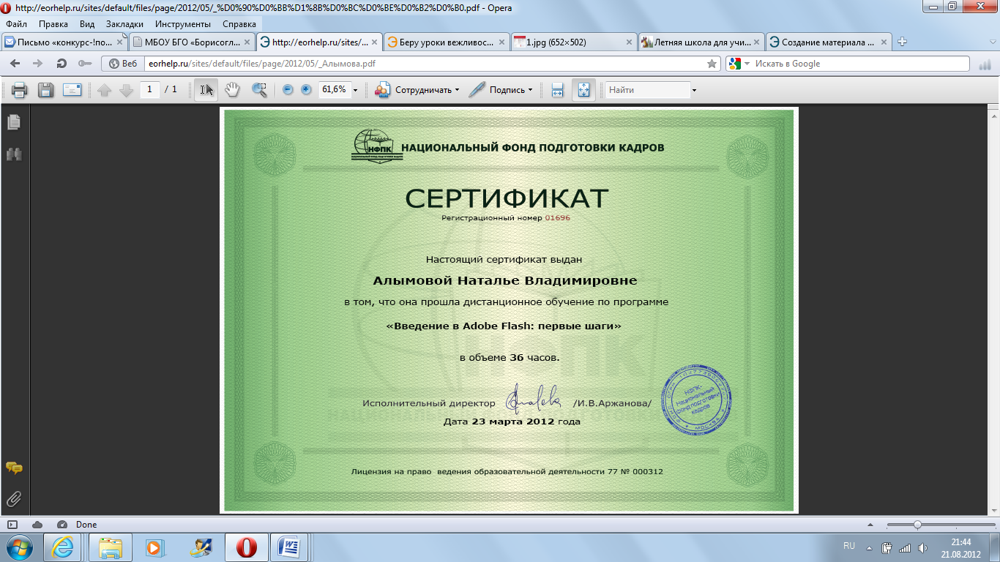 http://eorhelp.ru/sites/default/files/page/2012/05/_%D0%90%D0%BB%D1%8B%D0%BC%D0%BE%D0%B2%D0%B0.pdf - Opera
Файл Правка Вид Закладки Инструменты Справка
Письмо «конкурс-!по... МБОУ БГО «Борисогл... http://eorhelp.ru/sites/... Беру уроки вежливос... 1.jpg (652×502) Летняя школа для учи... Создание материала ...
Веб eorhelp.ru/sites/default/files/page/2012/05/_Алымова.pdf Искать в Google
1 / 1 61,6% Сотрудничать Подпись Найти
НФПК
НАЦИОНАЛЬНЫЙ ФОНД ПОДГОТОВКИ КАДРОВ
НАЦИОНАЛЬНЫЙ ФОНД ПОДГОТОВКИ КАДРОВ
СЕРТИФИКАТ
Регистрационный номер 01696
Настоящий сертификат выдан
Алымовой Наталье Владимировне
в том, что она прошла дистанционное обучение по программе
«Введение в Adobe Flash: первые шаги»
в объеме 36 часов.
Исполнительный директор /И.В.Аржанова/
Дата 23 марта 2012 года
НФПК-
Национальный
фонд подготовки
кадров
МОСКВА
Лицензия на право ведения образовательной деятельности 77 № 000312
Done
RU 21:44
21.08.2012